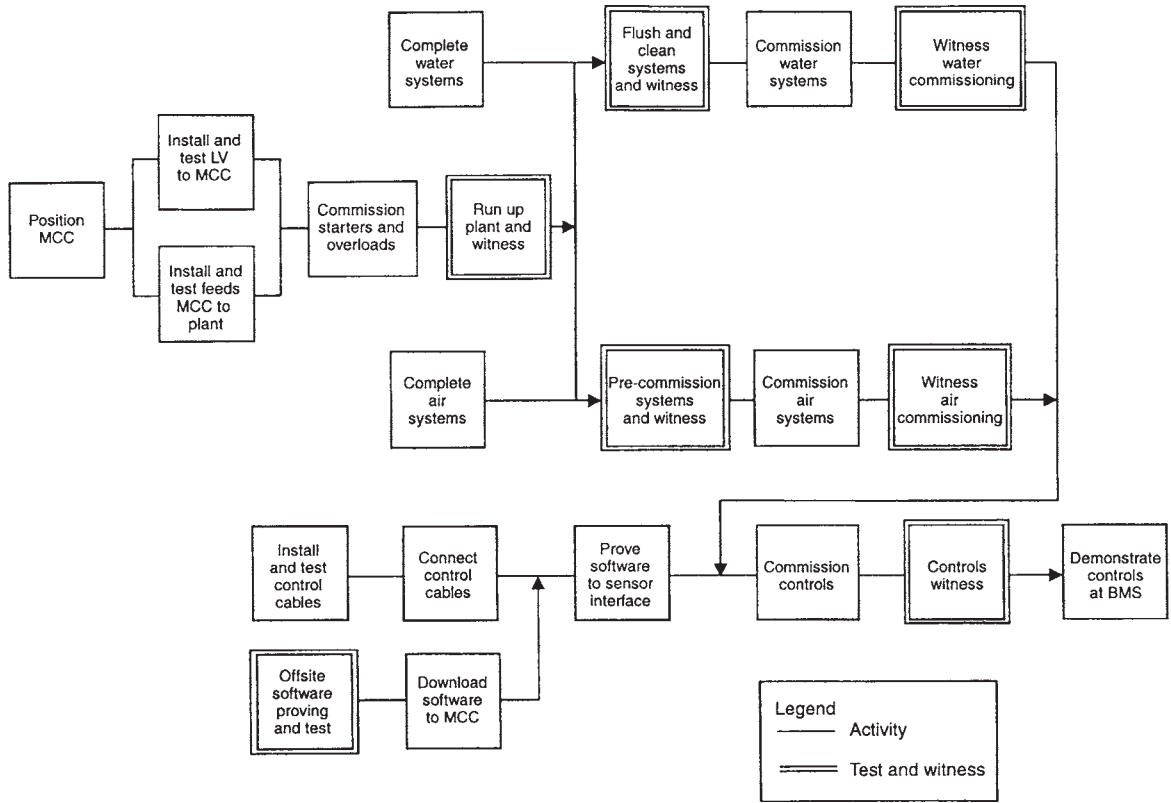 Complete
water
systems
Flush and
clean
systems
and witness
Commission
water
systems
Witness
water
commissioning
Install and
test LV
to MCC
Position
MCC
Install and
test feeds
MCC to
plant
Commission
starters and
overloads
Run up
plant and
witness
Complete
air
systems
Pre-commission
systems
and witness
Commission
air
systems
Witness
air
commissioning
Install
and test
control
cables
Connect
control
cables
Prove
software
to sensor
interface
Commission
controls
Controls
witness
Demonstrate
controls
at BMS
Offsite
software
proving
and test
Download
software
to MCC
Legend
Activity
Test and witness